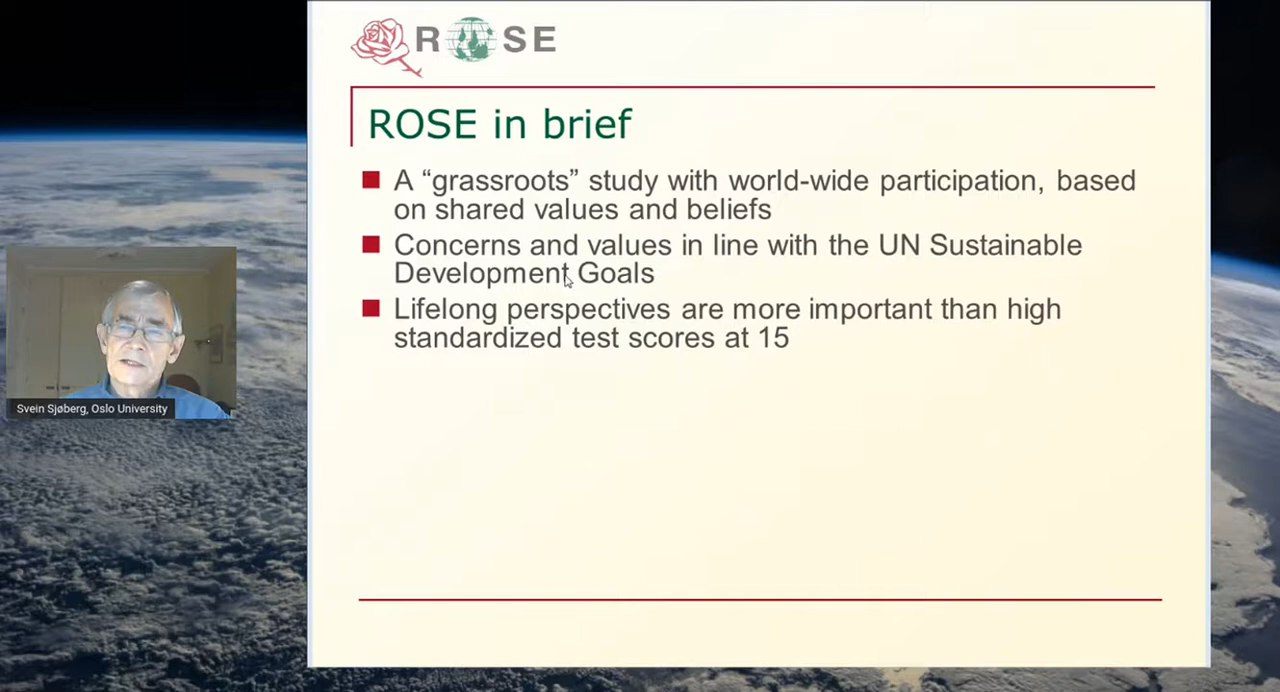 ROSE
ROSE in brief
A “grassroots” study with world-wide participation, based
on shared values and beliefs
Concerns and values in line with the UN Sustainable
Development Goals
Lifelong perspectives are more important than high
standardized test scores at 15
Svein Sjøberg, Oslo University